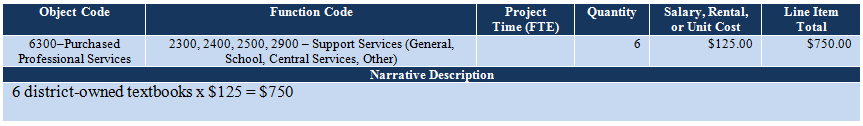 Object Code Function Code Project Time (FTE) Quantity Salary, Rental, or Unit Cost Line Item Total
6300–Purchased Professional Services 2300, 2400, 2500, 2900 – Support Services (General, School, Central Services, Other) 6 $125.00 $750.00
Narrative Description
6 district-owned textbooks x $125 = $750